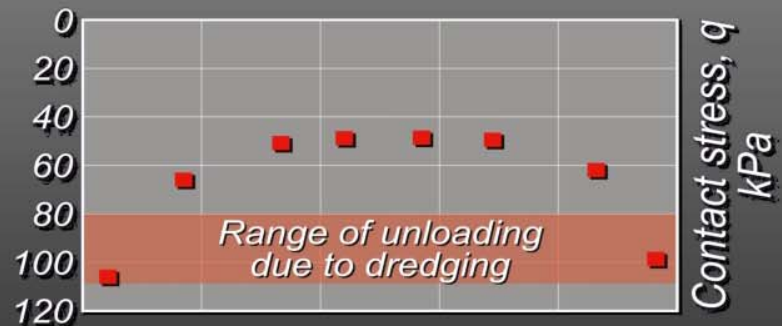 0
20
40
60
80
100
120
Range of unloading
due to dredging
Contact stress, q
kPa